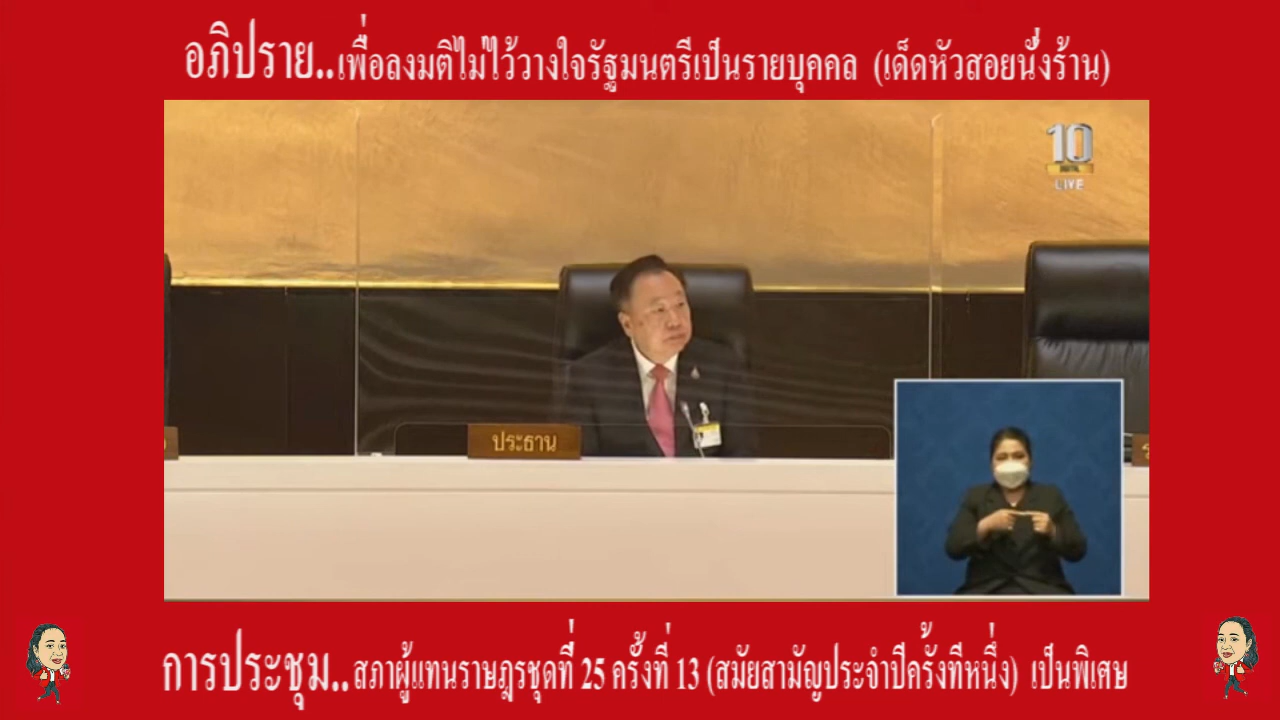 อภิปราย..เพื่อลงมติไม่ไว้วางใจรัฐมนตรีเป็นรายบุคคล (เด็ดหัวสอยนั่งร้าน)
10
LIVE
ประธาน
การประชุม..สภาผู้แทนราษฎรชุดที่ 25 ครั้งที่ 13 (สมัยสามัญประจำปีครั้งที่หนึ่ง) เป็นพิเศษ